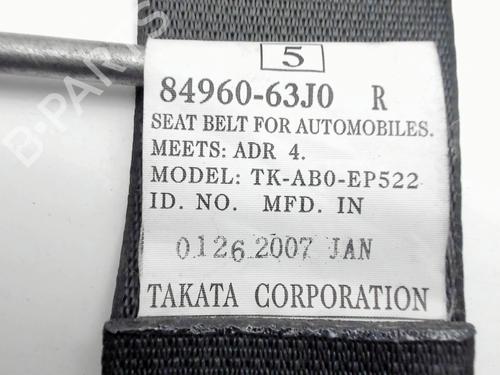 5
84960-63J0 R
SEAT BELT FOR AUTOMOBILES.
MEETS: ADR 4.
MODEL: TK-AB0-EP522
ID. NO. MFD. IN
0126 2007 JAN
TAKATA CORPORATION
B-PARTS